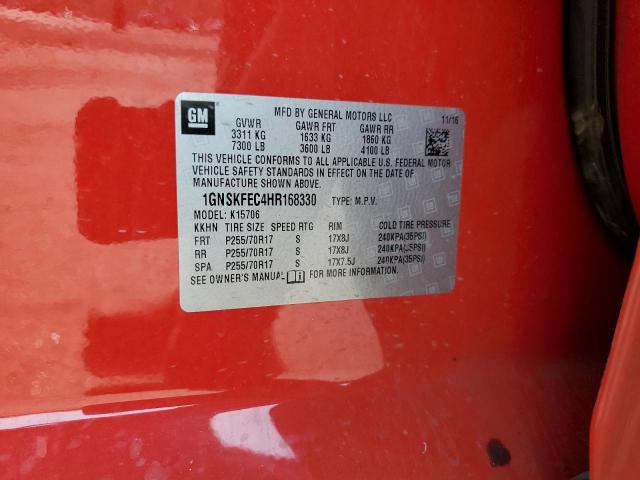 GM
MFD BY GENERAL MOTORS LLC
GVWR GAWR FRT GAWR RR 11/16
3311 KG 1633 KG 1860 KG
7300 LB 3600 LB 4100 LB
THIS VEHICLE CONFORMS TO ALL APPLICABLE U.S. FEDERAL MOTOR
VEHICLE SAFETY STANDARDS IN EFFECT ON THE DATE OF
MANUFACTURE SHOWN ABOVE.
1GNSKFEC4HR168330 TYPE: M.P.V.
MODEL: K15706
KKHN TIRE SIZE SPEED RTG RIM COLD TIRE PRESSURE
FRT P255/70R17 S 17X8J 240KPA(35PSI)
RR P255/70R17 S 17X8J 240KPA(35PSI)
SPA P255/70R17 S 17X7.5J 240KPA(35PSI)
SEE OWNER'S MANUAL FOR MORE INFORMATION.